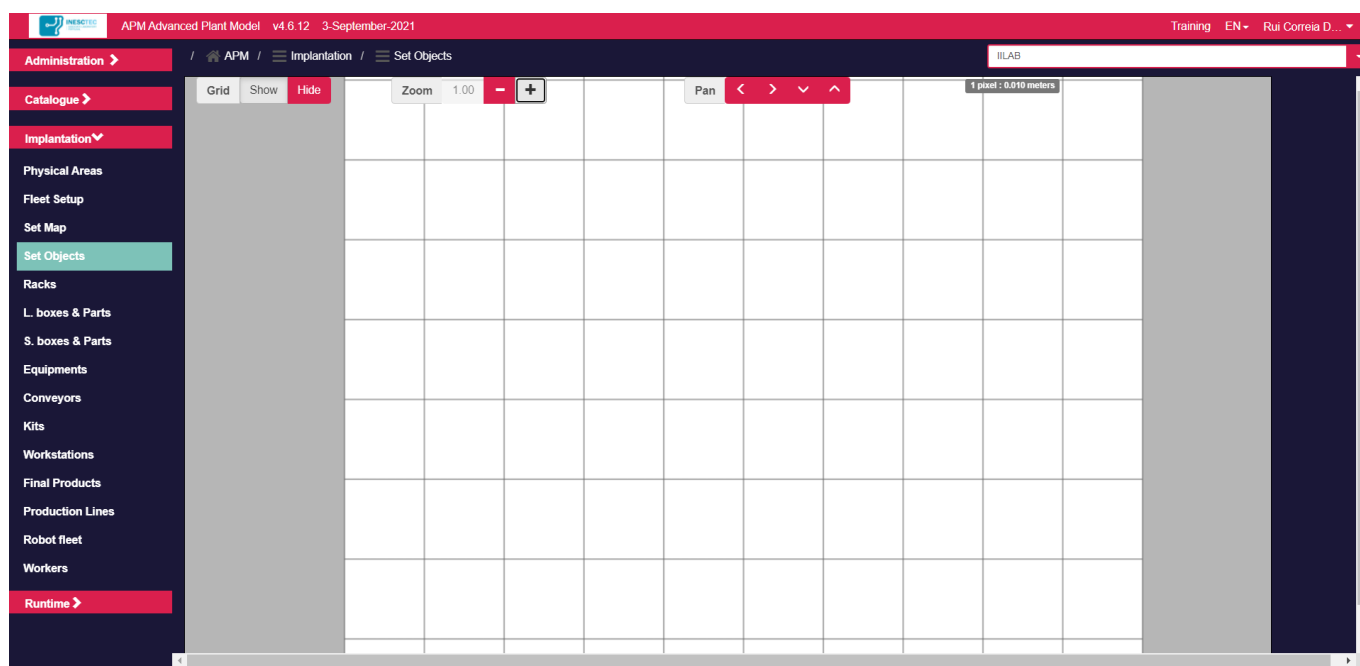 INESCTEC APM Advanced Plant Model v4.6.12 3-September-2021 Training EN Rui Correia D...
/ APM / Implantation / Set Objects IILAB
Grid Show Hide Zoom 1.00 Pan 1 pixel : 0.010 meters
Administration
Catalogue
Implantation
Physical Areas
Fleet Setup
Set Map
Set Objects
Racks
L. boxes & Parts
S. boxes & Parts
Equipments
Conveyors
Kits
Workstations
Final Products
Production Lines
Robot fleet
Workers
Runtime